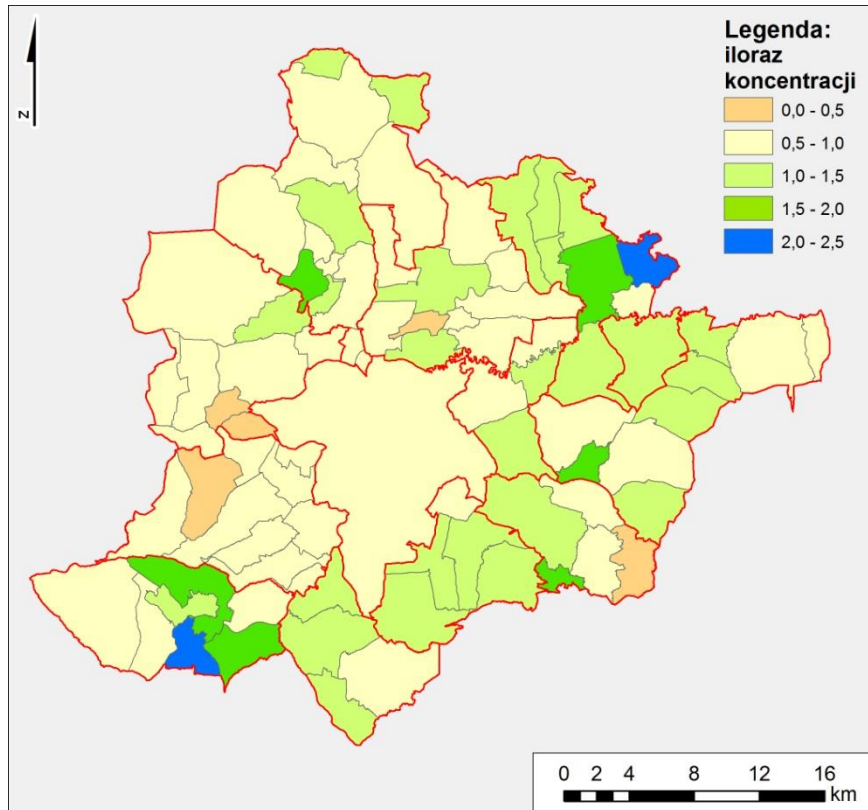 Legenda:
iloraz
koncentracji
0,0 - 0,5
0,5 - 1,0
1,0 - 1,5
1,5 - 2,0
2,0 - 2,5
N
0 2 4 8 12 16
km